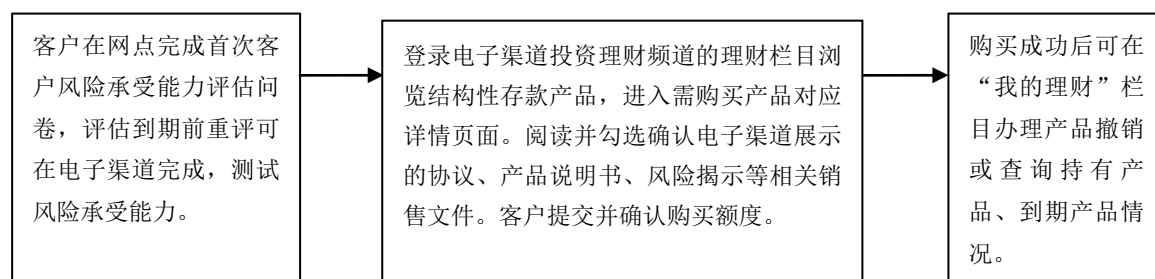 客户在网点完成首次客
户风险承受能力评估问
卷，评估到期前重评可
在电子渠道完成，测试
风险承受能力。
登录电子渠道投资理财频道的理财栏目浏
览结构性存款产品，进入需购买产品对应
详情页面。阅读并勾选确认电子渠道展示
的协议、产品说明书、风险揭示等相关销
售文件。客户提交并确认购买额度。
购买成功后可在
“我的理财”栏
目办理产品撤销
或查询持有产
品、到期产品情
况。